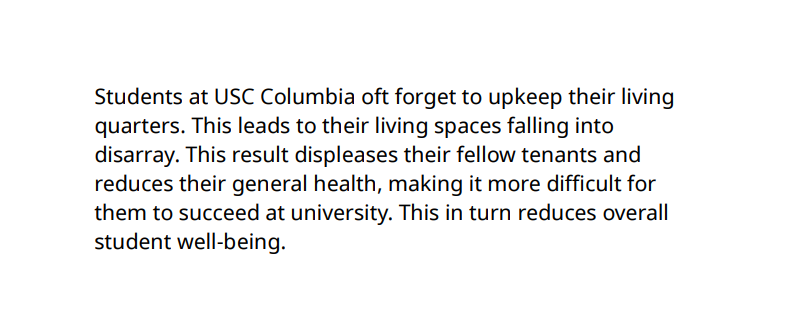 Students at USC Columbia oft forget to upkeep their living
quarters. This leads to their living spaces falling into
disarray. This result displeases their fellow tenants and
reduces their general health, making it more difficult for
them to succeed at university. This in turn reduces overall
student well-being.